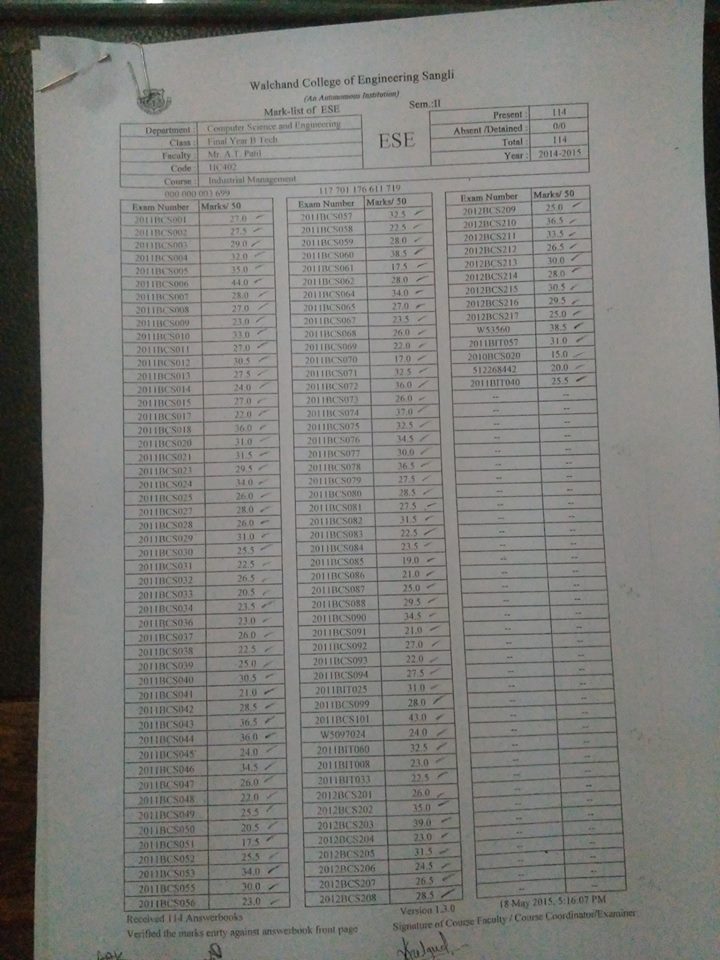 Walchand College of Engineering Sangli
(An Autonomous Institution)
Mark-list of ESE Sem.:II
Department : Computer Science and Engineering
Class : Final Year B Tech
Faculty : Mr. A.T. Patil
Code :
Course : Industrial Management
ESE
Present : 114
Absent /Detained : 0/0
Total : 114
Year : 2014-2015
000 000 003 699
117 701 176 611 719
Exam Number Marks/ 50
2011BCS001 27.0
2011BCS002 27.5
2011BCS003 29.0
2011BCS004 32.0
2011BCS005 35.0
2011BCS006 44.0
2011BCS007 28.0
2011BCS008 27.0
2011BCS009 23.0
2011BCS010 33.0
2011BCS011 27.0
2011BCS012 30.5
2011BCS013 27.5
2011BCS014 24.0
2011BCS015 27.0
2011BCS017 22.0
2011BCS018 36.0
2011BCS020 31.0
2011BCS021 31.5
2011BCS023 29.5
2011BCS024 34.0
2011BCS025 26.0
2011BCS027 28.0
2011BCS028 26.0
2011BCS029 31.0
2011BCS030 25.5
2011BCS031 22.5
2011BCS032 26.5
2011BCS033 20.5
2011BCS034 23.5
2011BCS036 23.0
2011BCS037 26.0
2011BCS038 22.5
2011BCS039 25.0
2011BCS040 30.5
2011BCS041 21.0
2011BCS042 28.5
2011BCS043 36.5
2011BCS044 36.0
2011BCS045 24.0
2011BCS046 34.5
2011BCS047 26.0
2011BCS048 22.0
2011BCS049 25.5
2011BCS050 20.5
2011BCS051 17.5
2011BCS052 25.5
2011BCS053 34.0
2011BCS055 30.0
2011BCS056 23.0
Exam Number Marks/ 50
2011BCS057 32.5
2011BCS058 22.5
2011BCS059 28.0
2011BCS060 38.5
2011BCS061 17.5
2011BCS062 28.0
2011BCS064 34.0
2011BCS065 27.0
2011BCS067 23.5
2011BCS068 26.0
2011BCS069 22.0
2011BCS070 17.0
2011BCS071 32.5
2011BCS072 36.0
2011BCS073 26.0
2011BCS074 37.0
2011BCS075 32.5
2011BCS076 34.5
2011BCS077 30.0
2011BCS078 36.5
2011BCS079 27.5
2011BCS080 28.5
2011BCS081 27.5
2011BCS082 31.5
2011BCS083 22.5
2011BCS084 23.5
2011BCS085 19.0
2011BCS086 21.0
2011BCS087 25.0
2011BCS088 29.5
2011BCS090 34.5
2011BCS091 21.0
2011BCS092 27.0
2011BCS093 22.0
2011BCS094 27.5
2011BIT025 31.0
2011BCS099 28.0
2011BCS101 43.0
W5097024 24.0
2011BIT060 32.5
2011BIT008 23.0
2011BIT033 22.5
2012BCS201 26.0
2012BCS202 35.0
2012BCS203 39.0
2012BCS204 23.0
2012BCS205 31.5
2012BCS206 24.5
2012BCS207 26.5
2012BCS208 28.5
Exam Number Marks/ 50
2012BCS209 25.0
2012BCS210 36.5
2012BCS211 33.5
2012BCS212 26.5
2012BCS213 30.0
2012BCS214 28.0
2012BCS215 30.5
2012BCS216 29.5
2012BCS217 25.0
W53560 38.5
2011BIT057 31.0
2010BCS020 15.0
512268442 20.0
2011BIT040 25.5
Received 114 Answerbooks
Version 1.3.0
18 May 2015, 5:16:07 PM
Verified the marks enrty against answerbook front page
Signature of Course Faculty / Course Coordinator/Examiner